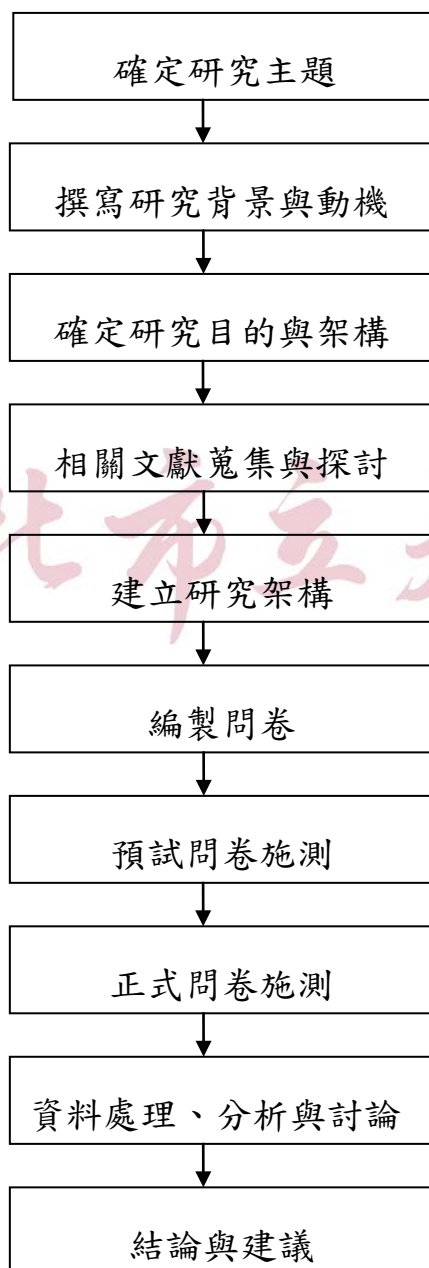 確定研究主題
撰寫研究背景與動機
確定研究目的與架構
相關文獻蒐集與探討
北市立
建立研究架構
編製問卷
預試問卷施測
正式問卷施測
資料處理、分析與討論
結論與建議